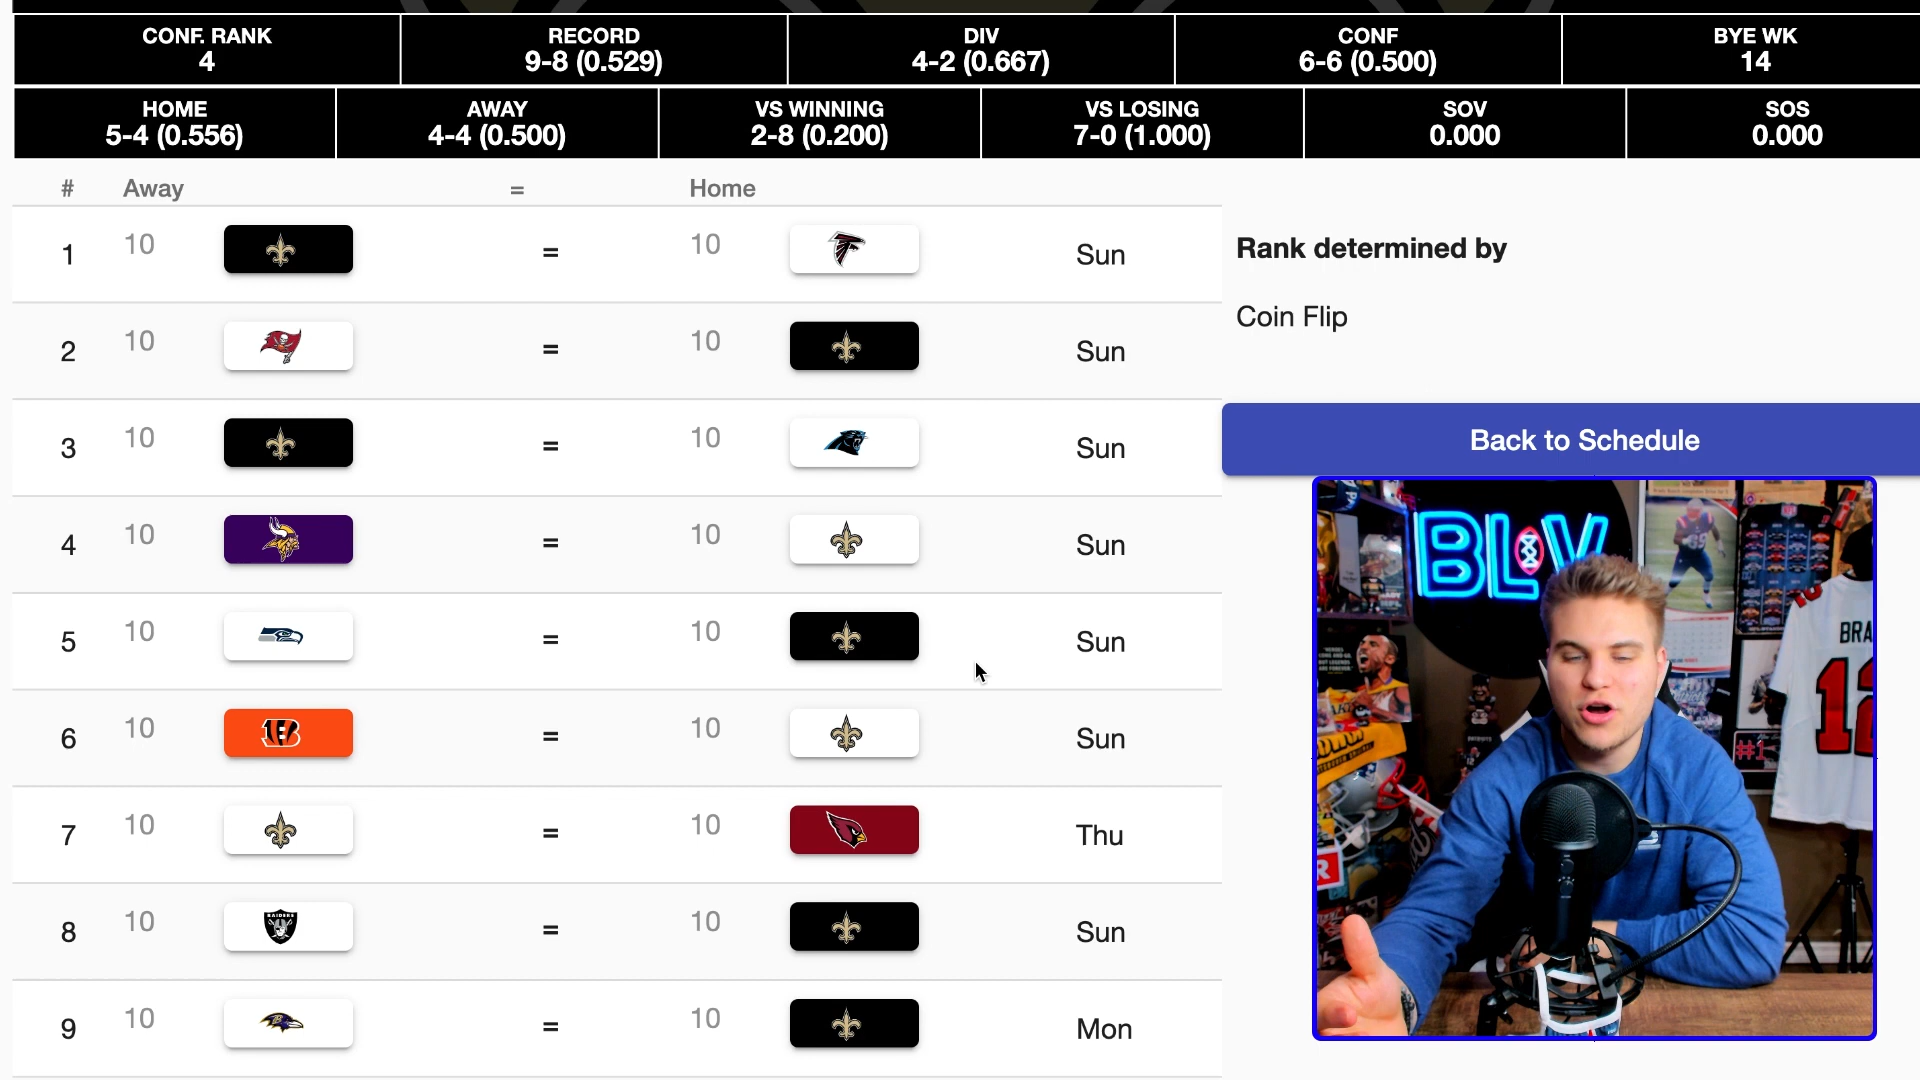 CONF. RANK RECORD DIV CONF BYE WK
4 9-8 (0.529) 4-2 (0.667) 6-6 (0.500) 14
HOME AWAY VS WINNING VS LOSING SOV SOS
5-4 (0.556) 4-4 (0.500) 2-8 (0.200) 7-0 (1.000) 0.000 0.000
# Away = Home
1 10 = 10 Sun
2 10 = 10 Sun
3 10 = 10 Sun
4 10 = 10 Sun
5 10 = 10 Sun
6 10 = 10 Sun
7 10 = 10 Thu
8 10 RAIDERS = 10 Sun
9 10 = 10 Mon
Rank determined by
Coin Flip
Back to Schedule
BLV
BRA
12
#1